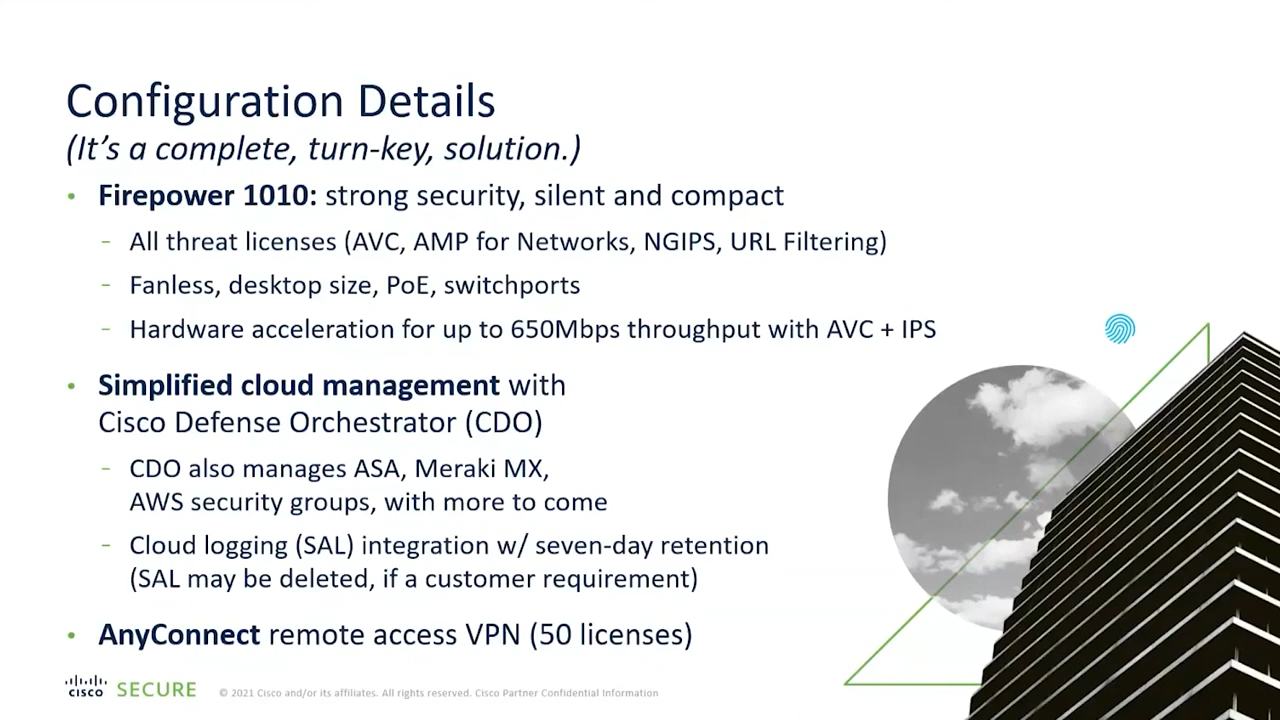 Configuration Details
(It's a complete, turn-key, solution.)
• Firepower 1010: strong security, silent and compact
- All threat licenses (AVC, AMP for Networks, NGIPS, URL Filtering)
- Fanless, desktop size, PoE, switchports
- Hardware acceleration for up to 650Mbps throughput with AVC + IPS
• Simplified cloud management with
Cisco Defense Orchestrator (CDO)
- CDO also manages ASA, Meraki MX,
AWS security groups, with more to come
- Cloud logging (SAL) integration w/ seven-day retention
(SAL may be deleted, if a customer requirement)
• AnyConnect remote access VPN (50 licenses)
CISCO SECURE © 2021 Cisco and/or its affiliates. All rights reserved. Cisco Partner Confidential Information